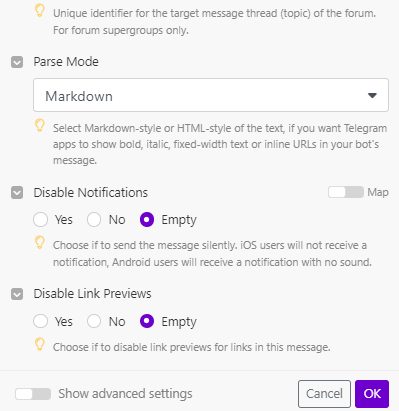 Unique identifier for the target message thread (topic) of the forum.
For forum supergroups only.
Parse Mode
Markdown
Select Markdown-style or HTML-style of the text, if you want Telegram
apps to show bold, italic, fixed-width text or inline URLs in your bot's
message.
Disable Notifications
Map
Yes No Empty
Choose if to send the message silently. iOS users will not receive a
notification, Android users will receive a notification with no sound.
Disable Link Previews
Yes No Empty
Choose if to disable link previews for links in this message.
Show advanced settings
Cancel OK